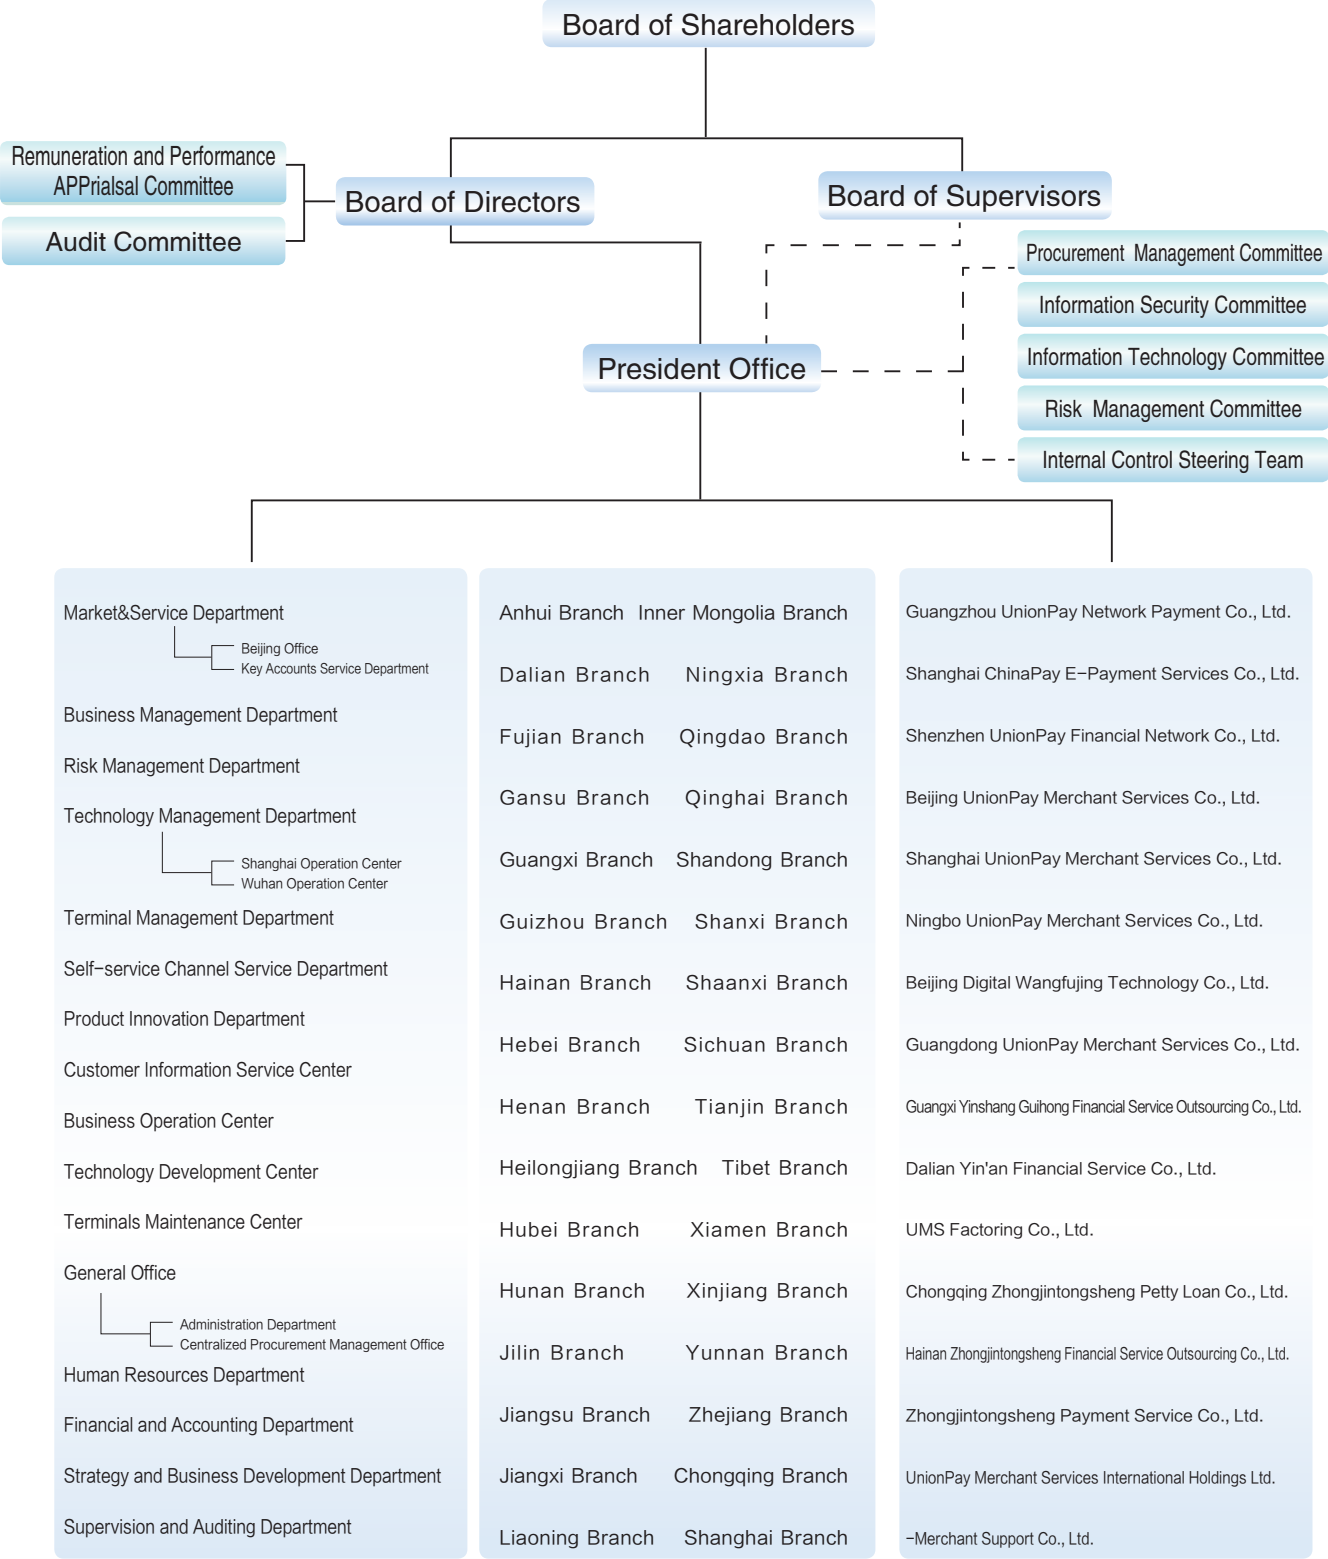 Board of Shareholders
Remuneration and Performance
APPrialsal Committee
Audit Committee
Board of Directors
Board of Supervisors
Procurement Management Committee
Information Security Committee
Information Technology Committee
Risk Management Committee
Internal Control Steering Team
President Office
Market&Service Department
Beijing Office
Key Accounts Service Department
Business Management Department
Risk Management Department
Technology Management Department
Shanghai Operation Center
Wuhan Operation Center
Terminal Management Department
Self-service Channel Service Department
Product Innovation Department
Customer Information Service Center
Business Operation Center
Technology Development Center
Terminals Maintenance Center
General Office
Administration Department
Centralized Procurement Management Office
Human Resources Department
Financial and Accounting Department
Strategy and Business Development Department
Supervision and Auditing Department
Anhui Branch Inner Mongolia Branch
Dalian Branch Ningxia Branch
Fujian Branch Qingdao Branch
Gansu Branch Qinghai Branch
Guangxi Branch Shandong Branch
Guizhou Branch Shanxi Branch
Hainan Branch Shaanxi Branch
Hebei Branch Sichuan Branch
Henan Branch Tianjin Branch
Heilongjiang Branch Tibet Branch
Hubei Branch Xiamen Branch
Hunan Branch Xinjiang Branch
Jilin Branch Yunnan Branch
Jiangsu Branch Zhejiang Branch
Jiangxi Branch Chongqing Branch
Liaoning Branch Shanghai Branch
Guangzhou UnionPay Network Payment Co., Ltd.
Shanghai ChinaPay E-Payment Services Co., Ltd.
Shenzhen UnionPay Financial Network Co., Ltd.
Beijing UnionPay Merchant Services Co., Ltd.
Shanghai UnionPay Merchant Services Co., Ltd.
Ningbo UnionPay Merchant Services Co., Ltd.
Beijing Digital Wangfujing Technology Co., Ltd.
Guangdong UnionPay Merchant Services Co., Ltd.
Guangxi Yinshang Guihong Financial Service Outsourcing Co., Ltd.
Dalian Yin'an Financial Service Co., Ltd.
UMS Factoring Co., Ltd.
Chongqing Zhongjintongsheng Petty Loan Co., Ltd.
Hainan Zhongjintongsheng Financial Service Outsourcing Co., Ltd.
Zhongjintongsheng Payment Service Co., Ltd.
UnionPay Merchant Services International Holdings Ltd.
-Merchant Support Co., Ltd.